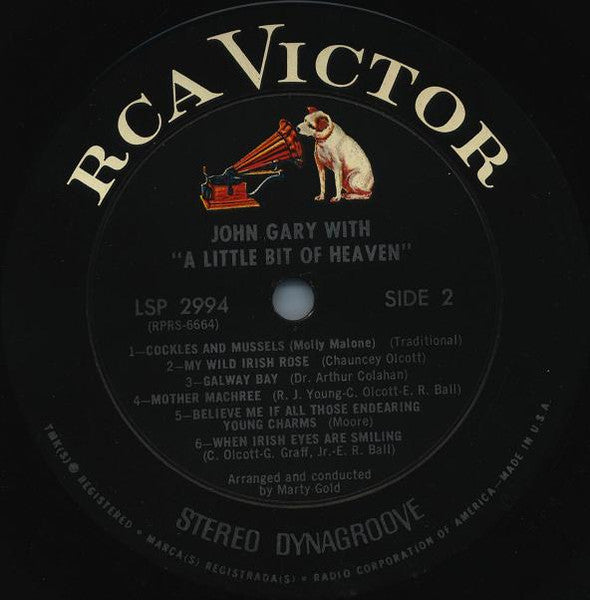 RCA VICTOR
JOHN GARY WITH
"A LITTLE BIT OF HEAVEN"
LSP 2994
(RPRS-6664)
SIDE 2
1—COCKLES AND MUSSELS (Molly Malone) (Traditional)
2—MY WILD IRISH ROSE (Chauncey Olcott)
3—GALWAY BAY (Dr. Arthur Colahan)
4—MOTHER MACHREE (R. J. Young-C. Olcott-E. R. Ball)
5—BELIEVE ME IF ALL THOSE ENDEARING
YOUNG CHARMS (Moore)
6—WHEN IRISH EYES ARE SMILING
(C. Olcott-G. Graff, Jr.-E. R. Ball)
Arranged and conducted
by Marty Gold
STEREO DYNAGROOVE
TMK(S) ® REGISTERED • MARCA(S) REGISTRADA(S) • RADIO CORPORATION OF AMERICA—MADE IN U.S.A.